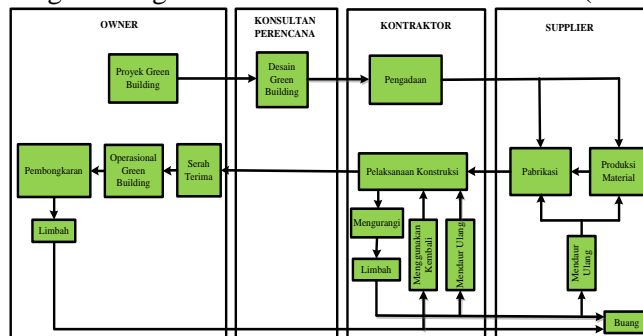 OWNER
KONSULTAN
PERENCANA
KONTRAKTOR
SUPPLIER
Proyek Green
Building
Desain
Green
Building
Pengadaan
Pembongkaran
Operasional
Green
Building
Serah
Terima
Pelaksanaan Konstruksi
Pabrikasi
Produksi
Material
Limbah
Mengurangi
Limbah
Menggunakan
Kembali
Mendaur Ulang
Mendaur
Ulang
Buang